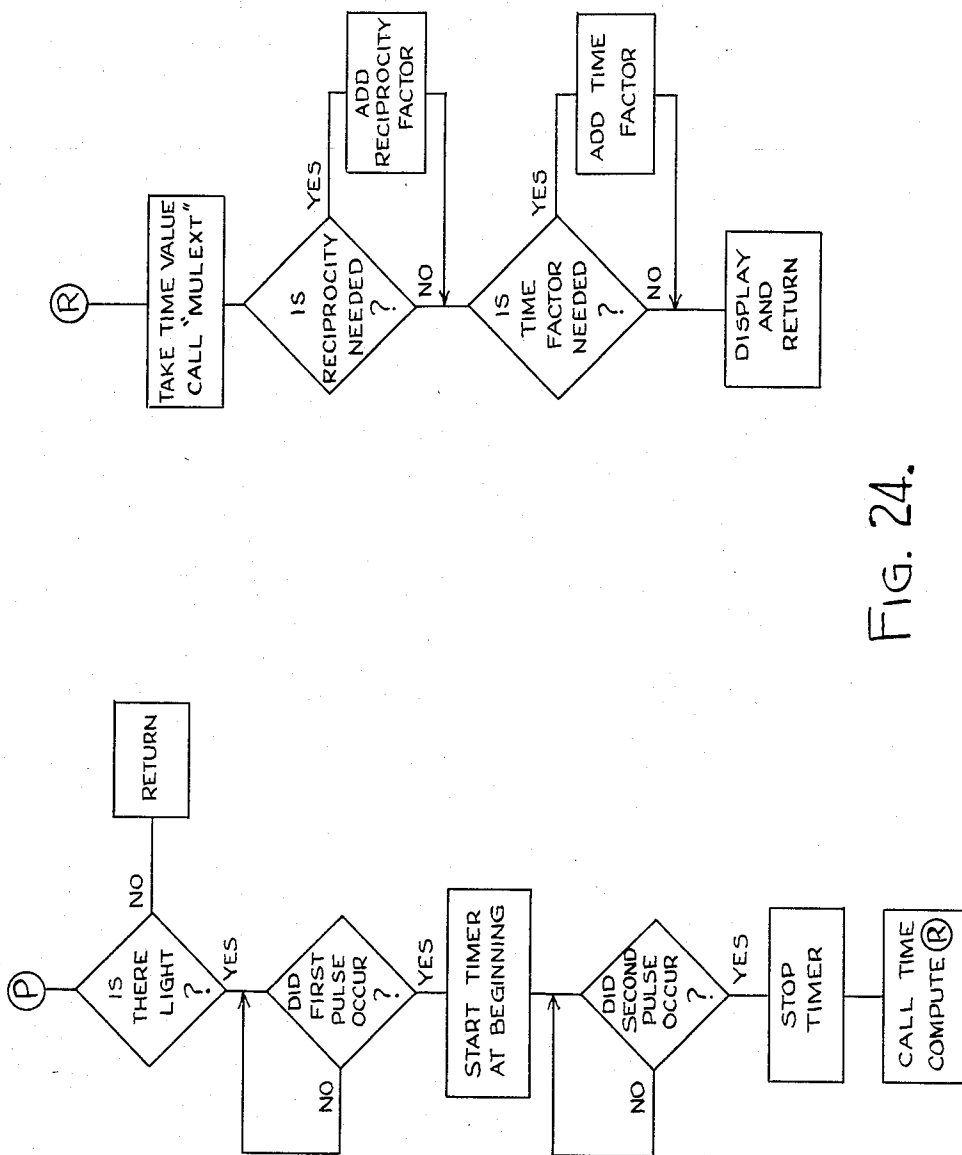 P
IS
THERE
LIGHT
?
NO
RETURN
YES
DID
FIRST
PULSE
OCCUR
?
NO
YES
START TIMER
AT BEGINNING
DID
SECOND
PULSE
OCCUR
?
NO
YES
STOP
TIMER
CALL TIME
COMPUTE R
R
TAKE TIME VALUE
CALL "MULEXT"
IS
RECIPROCITY
NEEDED
?
YES
ADD
RECIPROCITY
FACTOR
NO
IS
TIME
FACTOR
NEEDED
?
YES
ADD TIME
FACTOR
NO
DISPLAY
AND
RETURN
FIG. 24.